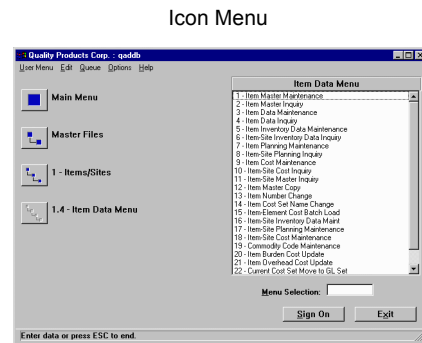 Icon Menu
Quality Products Corp. : qaddb
User Menu Edit Queue Options Help
Main Menu
Master Files
1 - Items/Sites
1.4 - Item Data Menu
Item Data Menu
1 - Item Master Maintenance
2 - Item Master Inquiry
3 - Item Data Maintenance
4 - Item Data Inquiry
5 - Item Inventory Data Maintenance
6 - Item-Site Inventory Data Inquiry
7 - Item Planning Maintenance
8 - Item-Site Planning Inquiry
9 - Item Cost Maintenance
10 - Item-Site Cost Inquiry
11 - Item-Site Master Inquiry
12 - Item Master Copy
13 - Item Number Change
14 - Item Cost Set Name Change
15 - Item-Element Cost Batch Load
16 - Item-Site Inventory Data Maint
17 - Item-Site Planning Maintenance
18 - Item-Site Cost Maintenance
19 - Commodity Code Maintenance
20 - Item Burden Cost Update
21 - Item Overhead Cost Update
22 - Current Cost Set Move to GL Set
Menu Selection:
Sign On Exit
Enter data or press ESC to end.